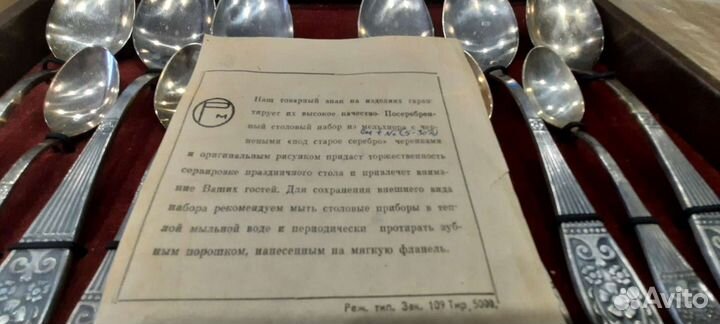 Рм
Наш товарный знак на изделиях гаран-
тирует их высокое качество. Посеребрен-
ный столовый набор из мельхиора с чер-
неными «под старое серебро» черенками
и оригинальным рисунком придаст торжественность
сервировке праздничного стола и привлечет внима-
ние Ваших гостей. Для сохранения внешнего вида
набора рекомендуем мыть столовые приборы в теп-
лой мыльной воде и периодически протирать зуб-
ным порошком, нанесенным на мягкую фланель.
Реж. тип. Зак. 109 Тир. 5000.
Avito